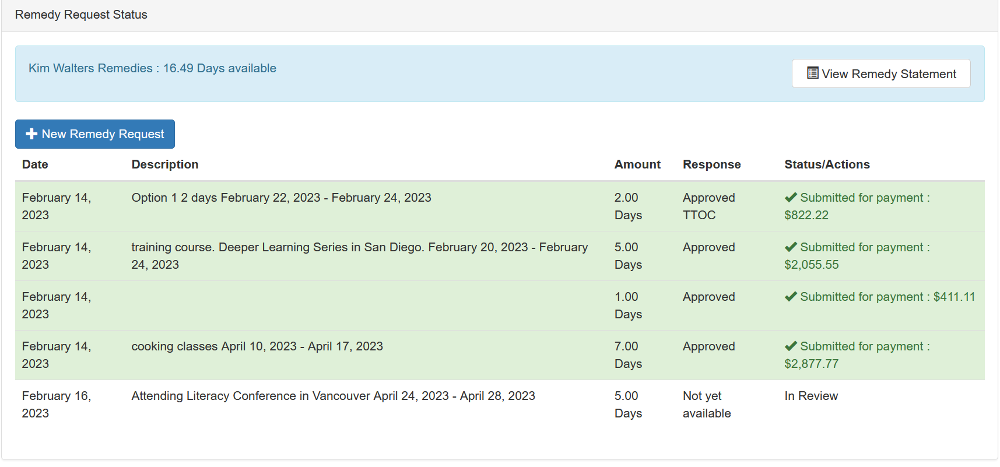 Remedy Request Status
Kim Walters Remedies : 16.49 Days available
View Remedy Statement
New Remedy Request
Date Description Amount Response Status/Actions
February 14, 2023 Option 1 2 days February 22, 2023 - February 24, 2023 2.00 Days Approved TTOC Submitted for payment : $822.22
February 14, 2023 training course. Deeper Learning Series in San Diego. February 20, 2023 - February 24, 2023 5.00 Days Approved Submitted for payment : $2,055.55
February 14, 2023 1.00 Days Approved Submitted for payment : $411.11
February 14, 2023 cooking classes April 10, 2023 - April 17, 2023 7.00 Days Approved Submitted for payment : $2,877.77
February 16, 2023 Attending Literacy Conference in Vancouver April 24, 2023 - April 28, 2023 5.00 Days Not yet available In Review